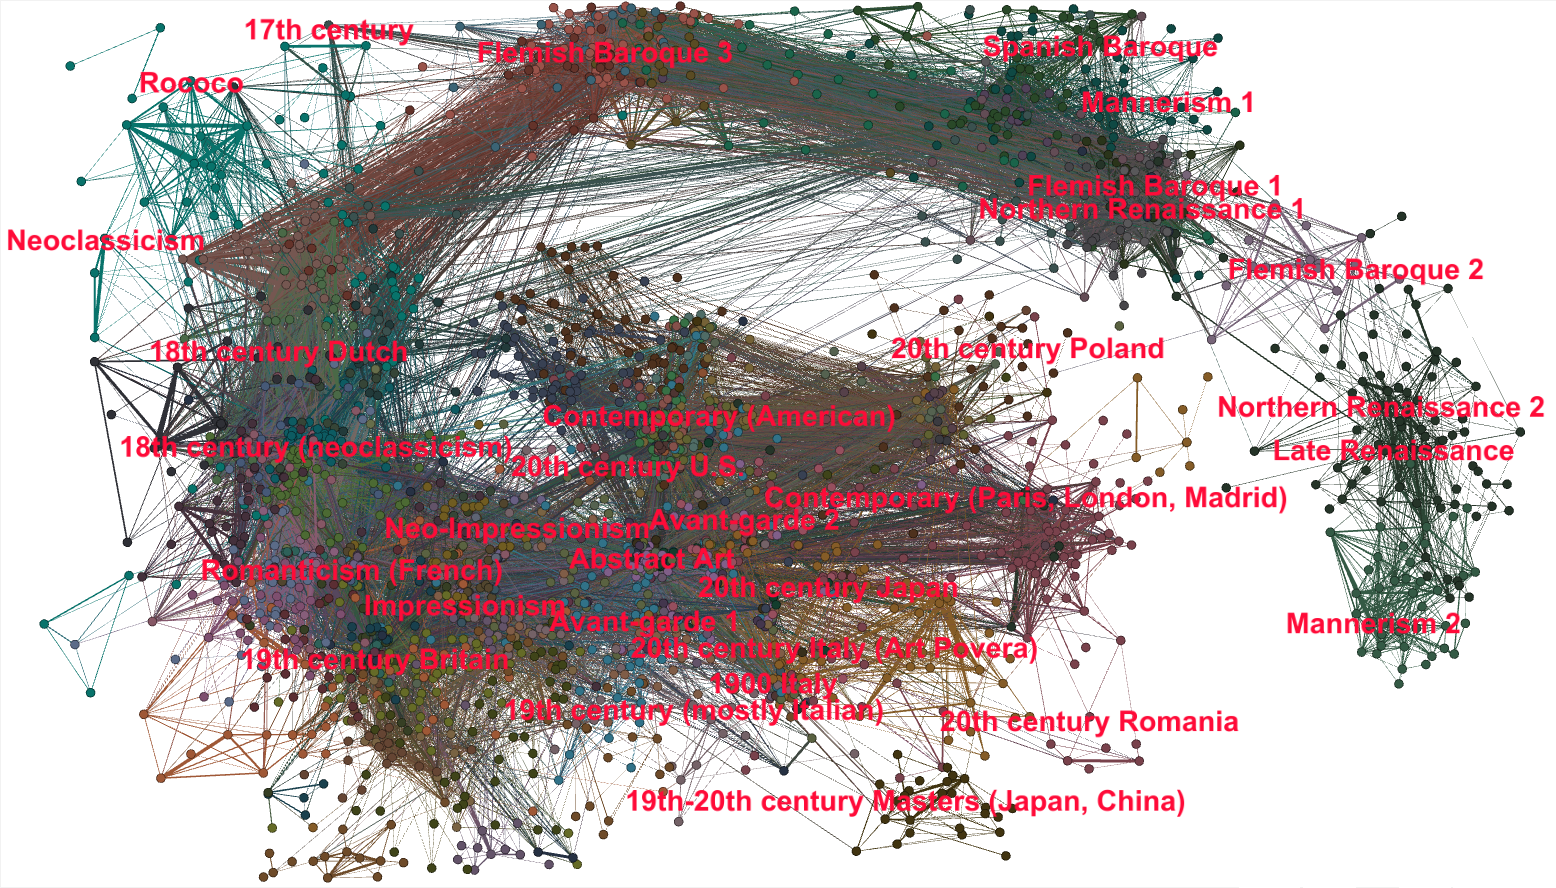 17th century
Flemish Baroque 3
Spanish Baroque
Rococo
Mannerism 1
Flemish Baroque 1
Northern Renaissance 1
Neoclassicism
Flemish Baroque 2
18th century Dutch
20th century Poland
Contemporary (American)
Northern Renaissance 2
18th century (neoclassicism)
Late Renaissance
20th century U.S.
Contemporary (Paris, London, Madrid)
Neo-Impressionism
Avant-garde 2
Abstract Art
Romanticism (French)
20th century Japan
Impressionism
Avant-garde 1
Mannerism 2
20th century Italy (Art Povera)
19th century Britain
1900 Italy
19th century (mostly Italian)
20th century Romania
19th-20th century Masters (Japan, China)